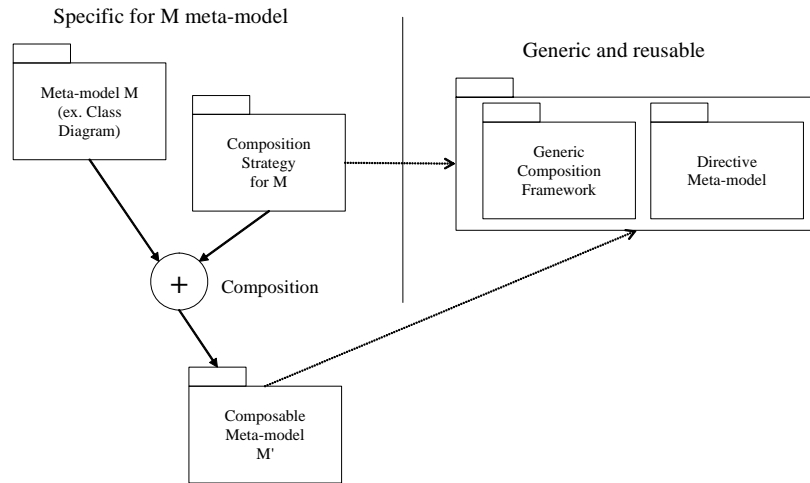 Specific for M meta-model
Generic and reusable
Meta-model M
(ex. Class
Diagram)
Composition
Strategy
for M
Generic
Composition
Framework
Directive
Meta-model
+
Composition
Composable
Meta-model
M'